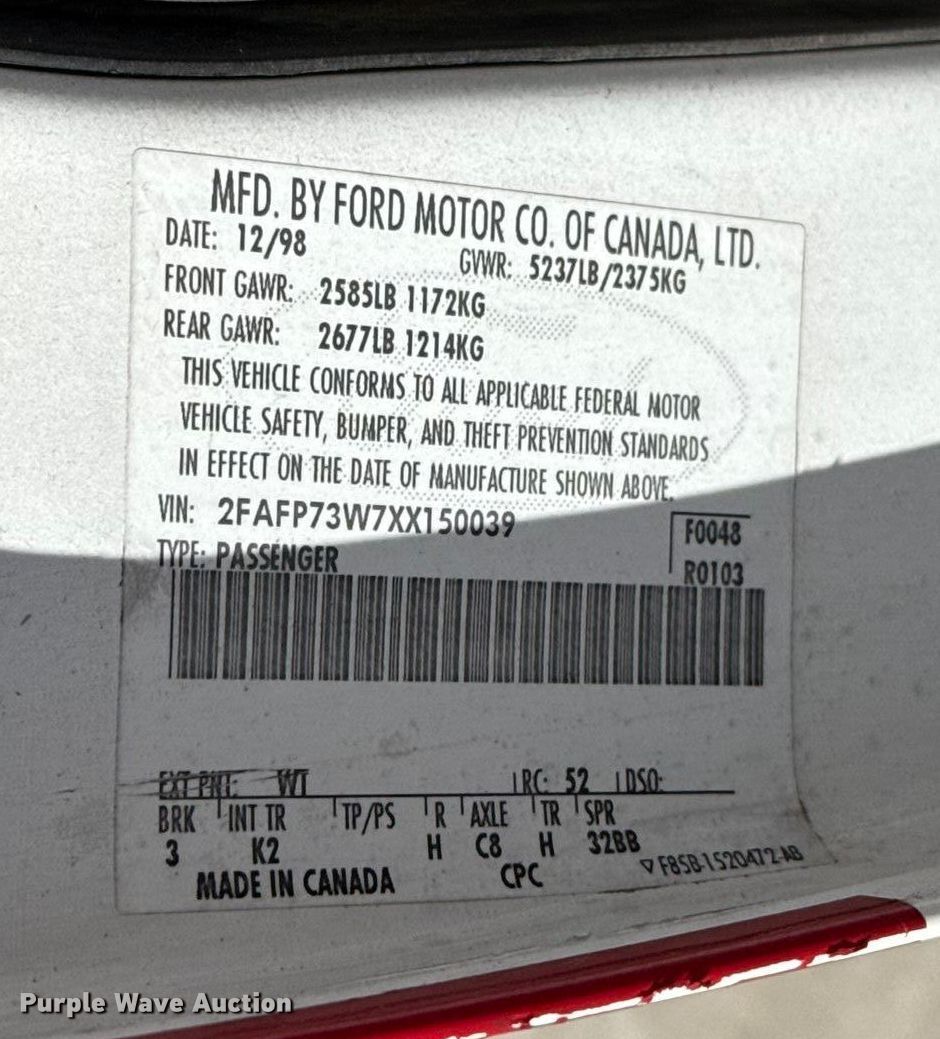 MFD. BY FORD MOTOR CO. OF CANADA, LTD.
DATE: 12/98 GVWR: 5237LB/2375KG
FRONT GAWR: 2585LB 1172KG
REAR GAWR: 2677LB 1214KG
THIS VEHICLE CONFORMS TO ALL APPLICABLE FEDERAL MOTOR
VEHICLE SAFETY, BUMPER, AND THEFT PREVENTION STANDARDS
IN EFFECT ON THE DATE OF MANUFACTURE SHOWN ABOVE.
VIN: 2FAFP73W7XX150039 F0048
TYPE: PASSENGER R0103
EXT PNT: WT RC: 52 DSO:
BRK INT TR TP/PS R AXLE TR SPR
3 K2 H C8 H 32BB
MADE IN CANADA CPC ▽ F85B-1520472-AB
Purple Wave Auction